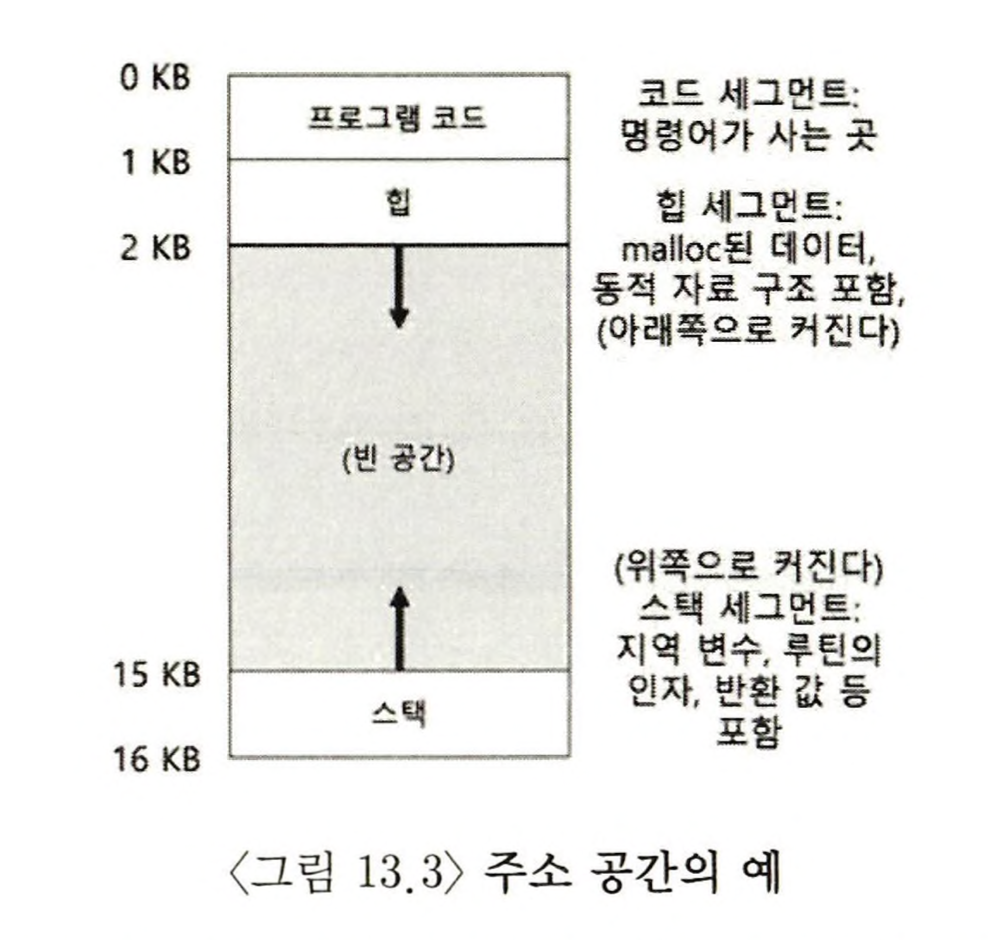 0 KB
프로그램 코드
코드 세그먼트:
명령어가 사는 곳
1 KB
힙
힙 세그먼트:
malloc된 데이터,
동적 자료 구조 포함,
(아래쪽으로 커진다)
2 KB
(빈 공간)
(위쪽으로 커진다)
스택 세그먼트:
지역 변수, 루틴의
인자, 반환 값 등
포함
15 KB
스택
16 KB
〈그림 13.3〉 주소 공간의 예